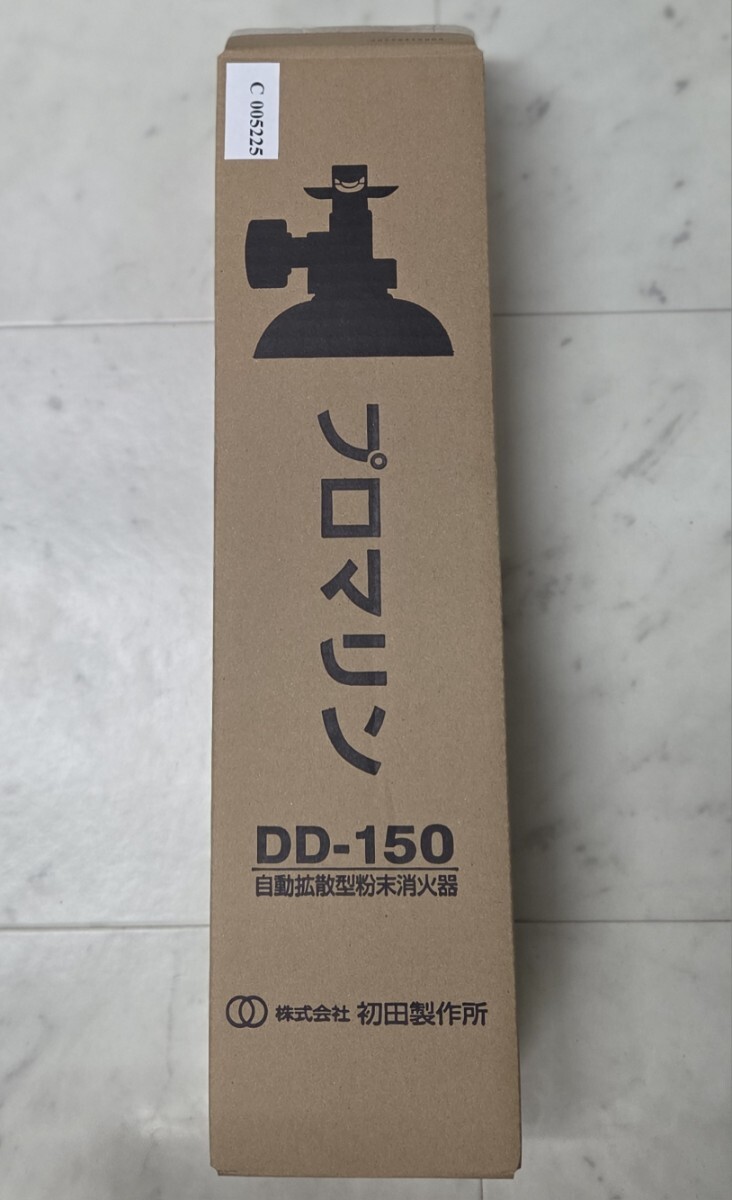 C 005225
プロマリン
DD-150
自動拡散型粉末消火器
株式会社 初田製作所